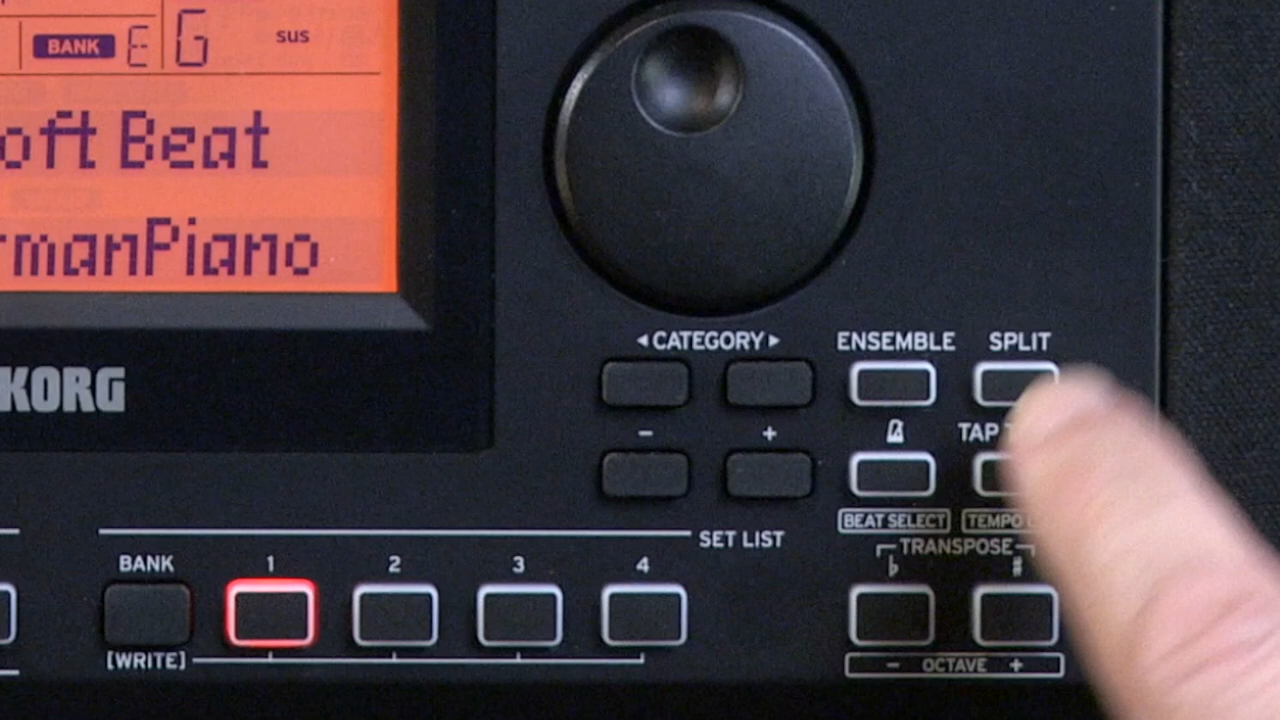 BANK E G sus
oft Beat
rmanPiano
KORG
CATEGORY
ENSEMBLE SPLIT
- +
TAP
BEAT SELECT TEMPO
SET LIST
TRANSPOSE
♭ #
BANK 1 2 3 4
[WRITE]
- OCTAVE +